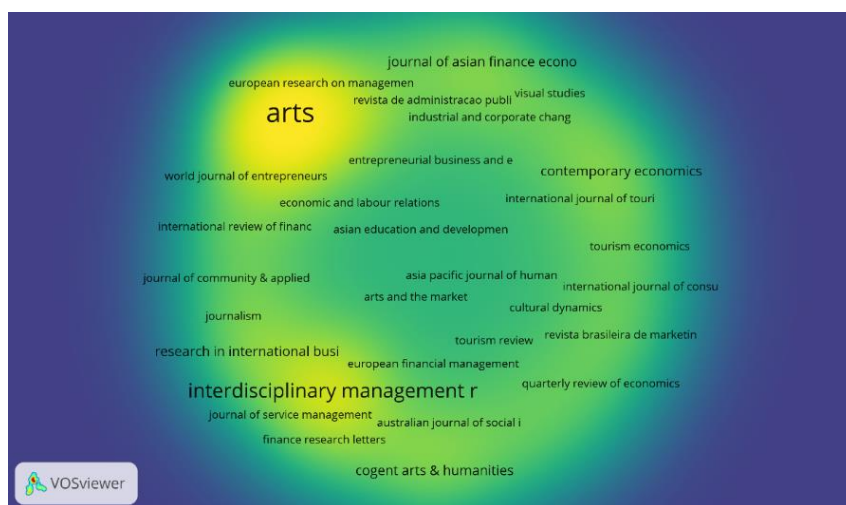 journal of asian finance econo
european research on managemen
visual studies
revista de administracao publi
arts
industrial and corporate chang
entrepreneurial business and e
contemporary economics
world journal of entrepreneurs
international journal of touri
economic and labour relations
international review of financ
asian education and developmen
tourism economics
journal of community & applied
asia pacific journal of human
international journal of consu
arts and the market
cultural dynamics
journalism
revista brasileira de marketin
tourism review
research in international busi
european financial management
quarterly review of economics
interdisciplinary management r
journal of service management
australian journal of social i
finance research letters
cogent arts & humanities
VOSviewer